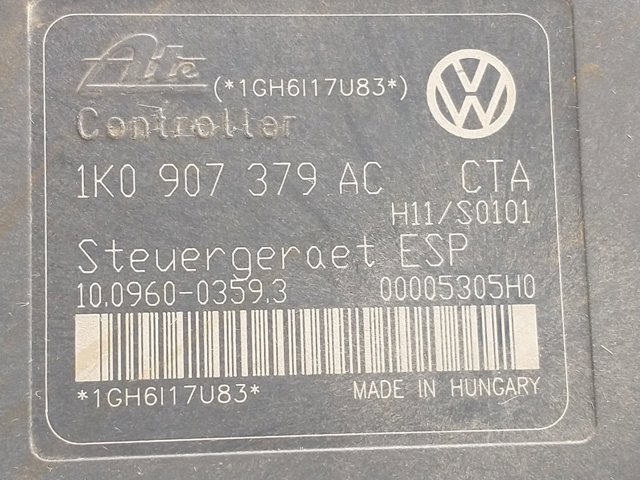 Ate (*1GH6I17U83*)
Controller
1K0 907 379 AC CTA
H11/S0101
Steuergeraet ESP
10.0960-0359.3 00005305H0
*1GH6I17U83* MADE IN HUNGARY